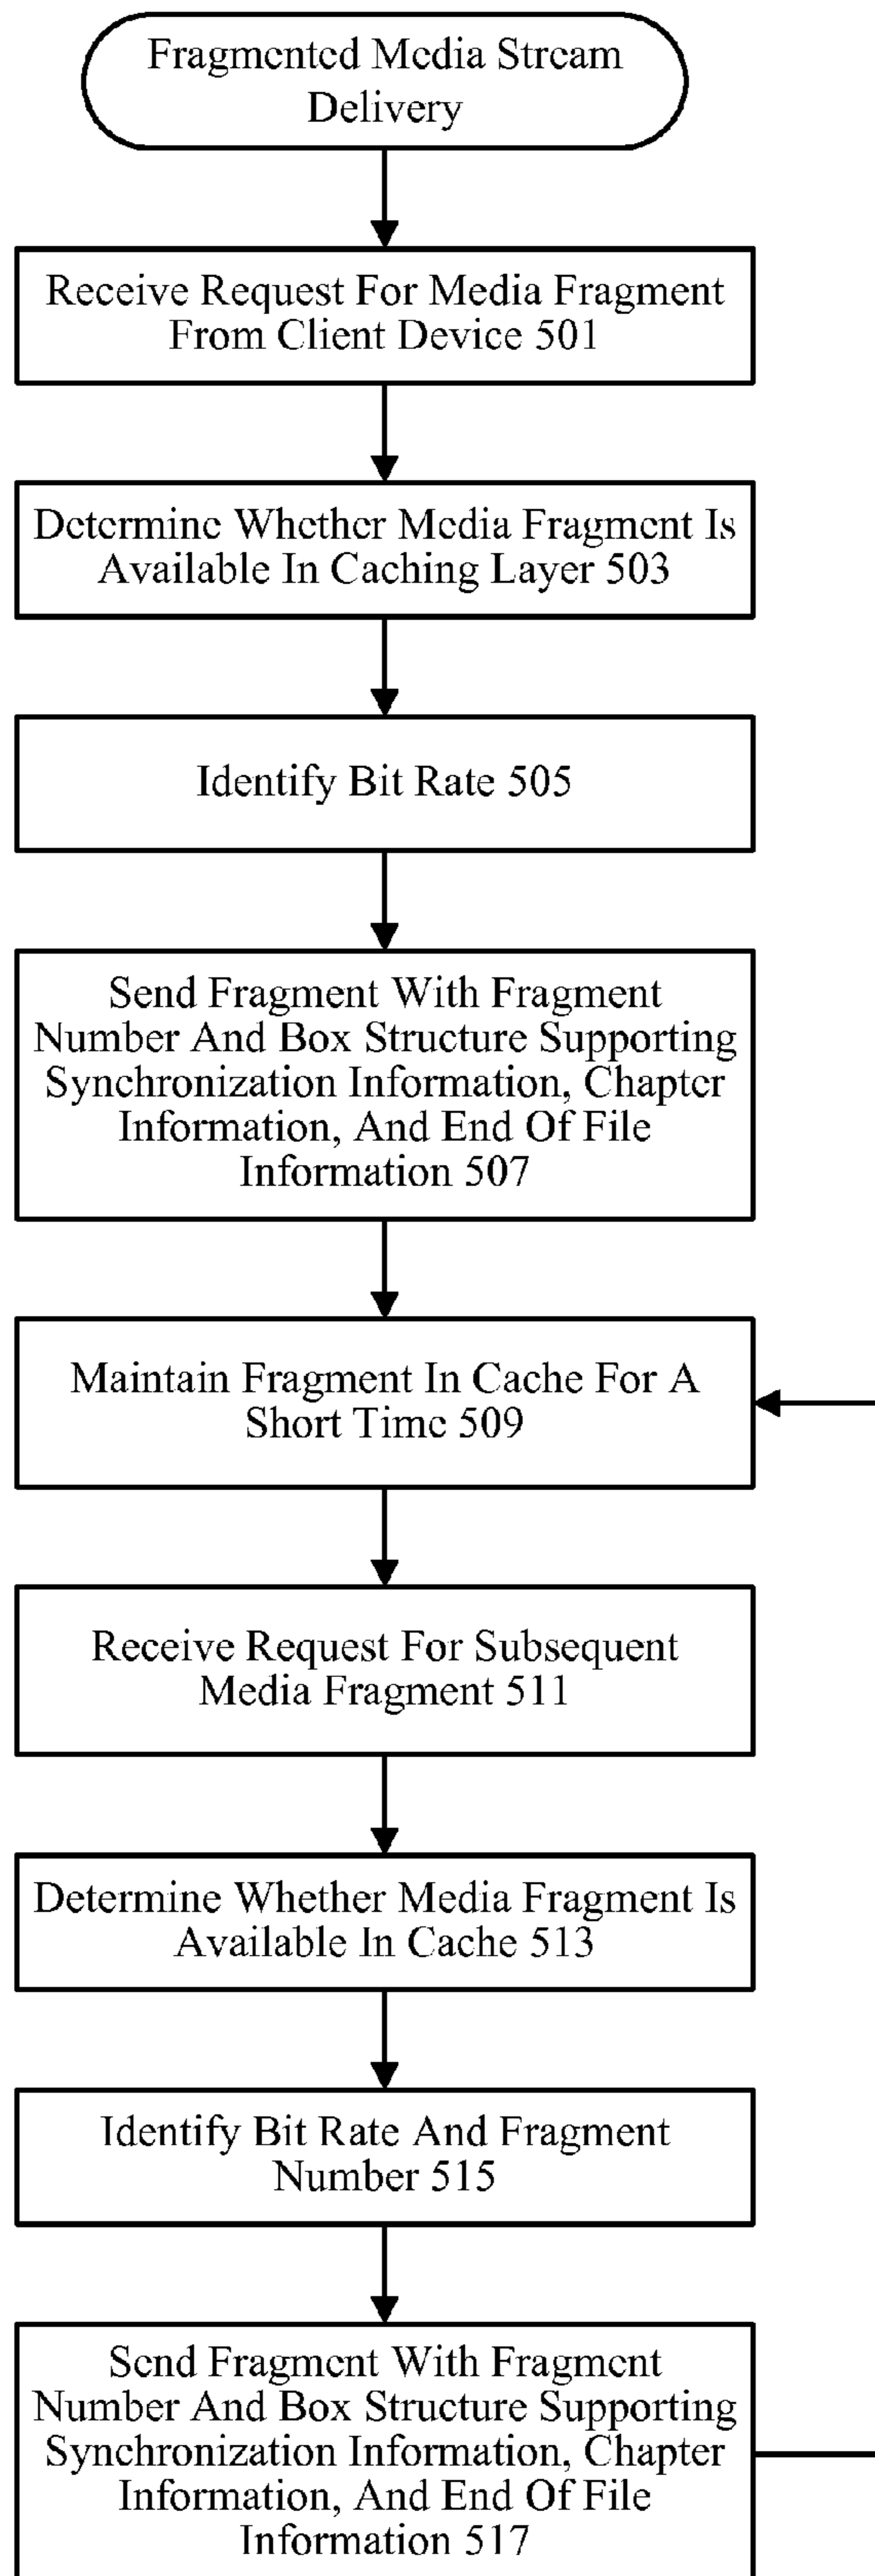 Fragmented Media Stream
Delivery
Receive Request For Media Fragment
From Client Device 501
Determine Whether Media Fragment Is
Available In Caching Layer 503
Identify Bit Rate 505
Send Fragment With Fragment
Number And Box Structure Supporting
Synchronization Information, Chapter
Information, And End Of File
Information 507
Maintain Fragment In Cache For A
Short Time 509
Receive Request For Subsequent
Media Fragment 511
Determine Whether Media Fragment Is
Available In Cache 513
Identify Bit Rate And Fragment
Number 515
Send Fragment With Fragment
Number And Box Structure Supporting
Synchronization Information, Chapter
Information, And End Of File
Information 517